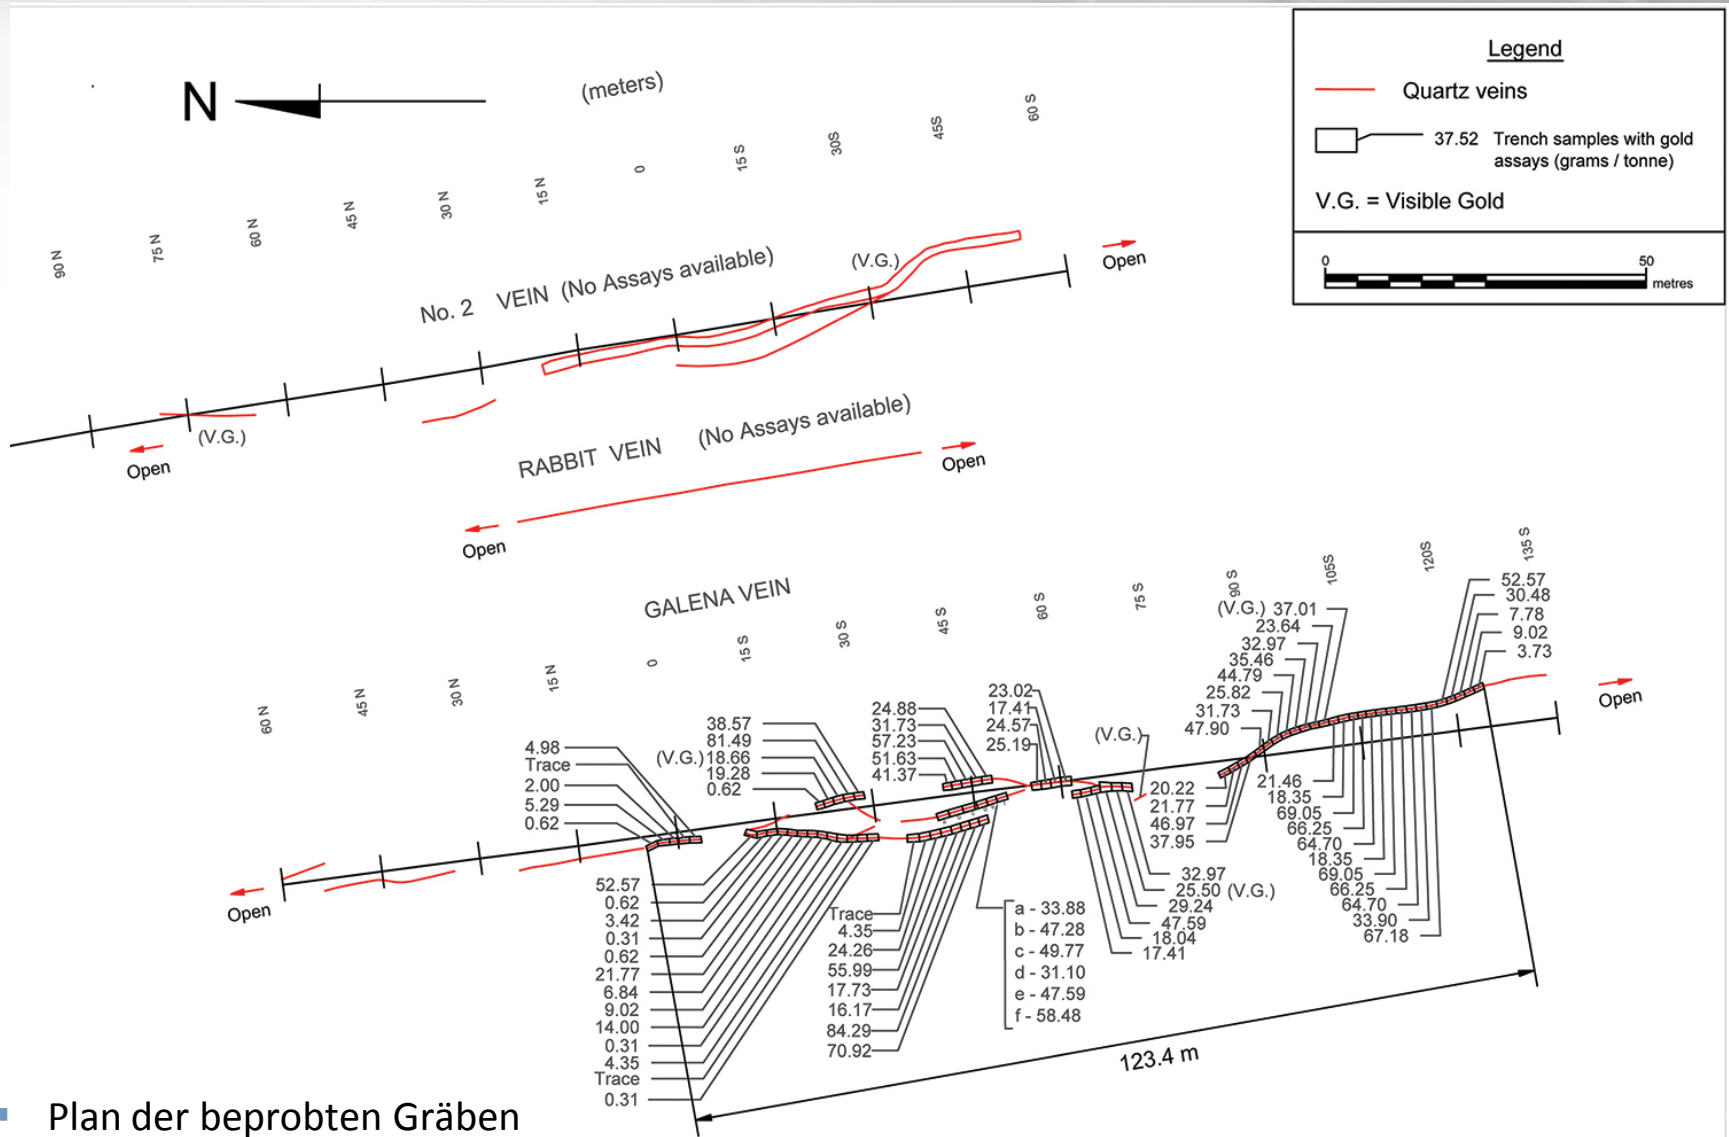 N
(meters)
90 N
75 N
60 N
45 N
30 N
15 N
0
15 S
30S
45S
60 S
No. 2 VEIN (No Assays available)
(V.G.)
Open
(V.G.)
Open
RABBIT VEIN (No Assays available)
Open
Open
Legend
Quartz veins
37.52 Trench samples with gold
assays (grams / tonne)
V.G. = Visible Gold
0 50
metres
GALENA VEIN
60 N
45 N
30 N
15 N
0
15 S
30 S
45 S
60 S
75 S
90 S
105S
120S
135 S
4.98
Trace
2.00
5.29
0.62
38.57
81.49
(V.G.) 18.66
19.28
0.62
24.88
31.73
57.23
51.63
41.37
23.02
17.41
24.57
25.19
(V.G.)
(V.G.) 37.01
23.64
32.97
35.46
44.79
25.82
31.73
47.90
52.57
30.48
7.78
9.02
3.73
Open
Open
20.22
21.77
46.97
37.95
21.46
18.35
69.05
66.25
64.70
18.35
69.05
66.25
64.70
33.90
67.18
32.97
25.50 (V.G.)
29.24
47.59
18.04
17.41
52.57
0.62
3.42
0.31
0.62
21.77
6.84
9.02
14.00
0.31
4.35
Trace
0.31
Trace
4.35
24.26
55.99
17.73
16.17
84.29
70.92
a - 33.88
b - 47.28
c - 49.77
d - 31.10
e - 47.59
f - 58.48
123.4 m
Plan der beprobten Gräben